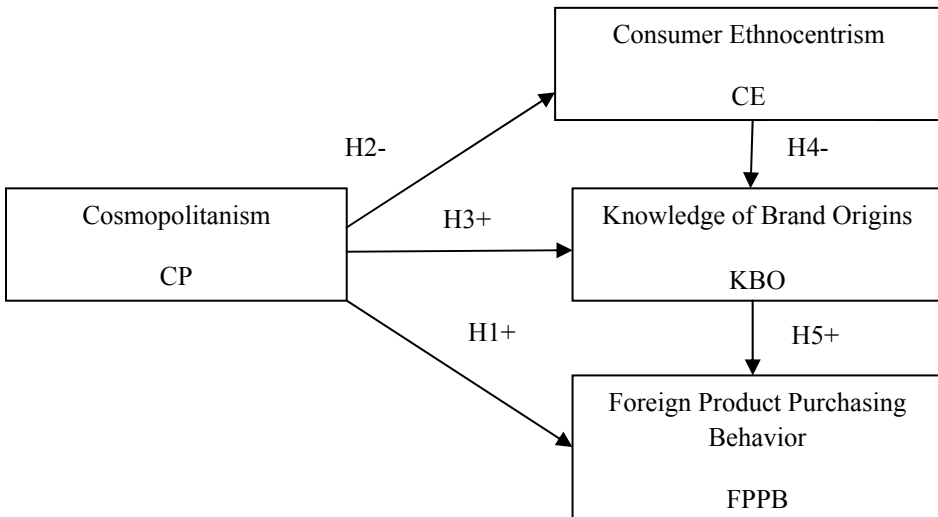 Consumer Ethnocentrism
CE
H2-
H4-
Cosmopolitanism
CP
H3+
Knowledge of Brand Origins
KBO
H1+
H5+
Foreign Product Purchasing
Behavior
FPPB